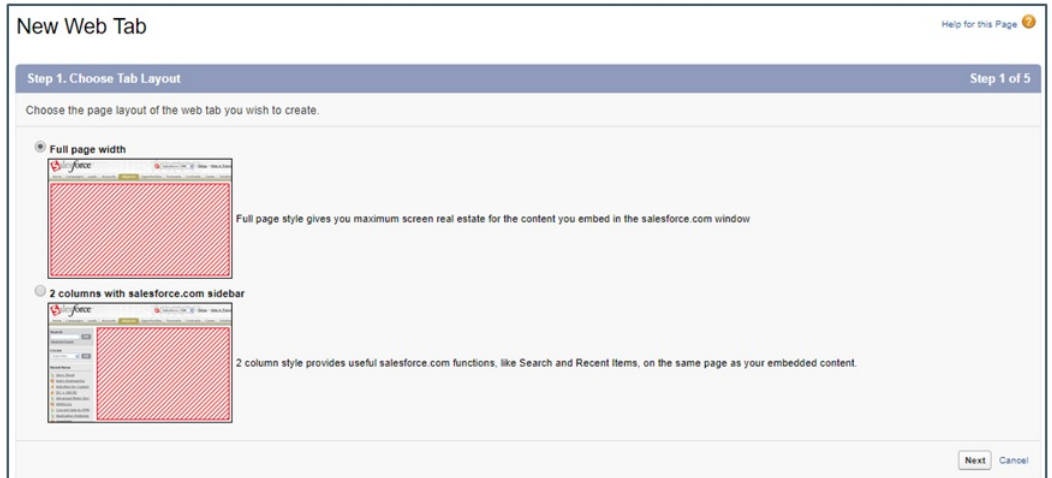 New Web Tab
Help for this Page
Step 1. Choose Tab Layout
Step 1 of 5
Choose the page layout of the web tab you wish to create.
Full page width
salesforce
Full page style gives you maximum screen real estate for the content you embed in the salesforce.com window
2 columns with salesforce.com sidebar
salesforce
Search
Create
2 column style provides useful salesforce.com functions, like Search and Recent Items, on the same page as your embedded content.
Next
Cancel